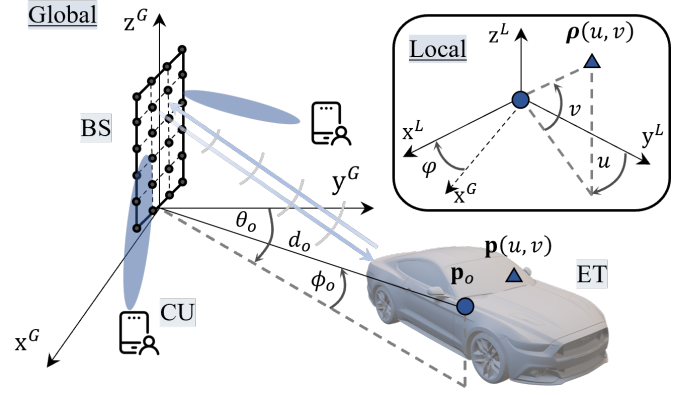 Global
z^G
BS
y^G
θ_o
d_o
ϕ_o
x^G
CU
p_o
p(u, v)
ET
Local
z^L
ρ(u, v)
v
x^L
y^L
φ
u
x^G